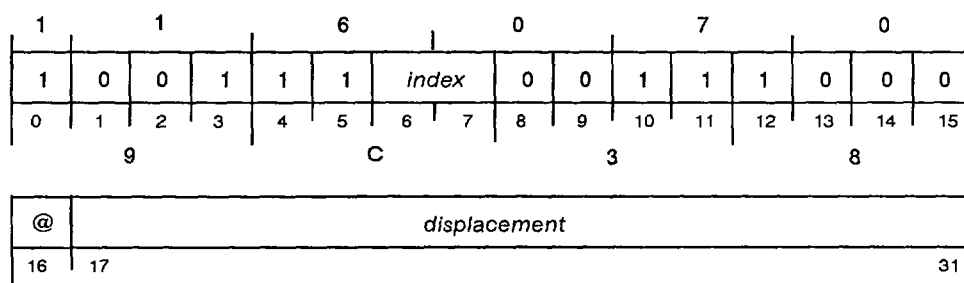 1 1 6 0 7 0
1 0 0 1 1 1 index 0 0 1 1 1 0 0 0
0 1 2 3 4 5 6 7 8 9 10 11 12 13 14 15
9 C 3 8
@ displacement
16 17 31